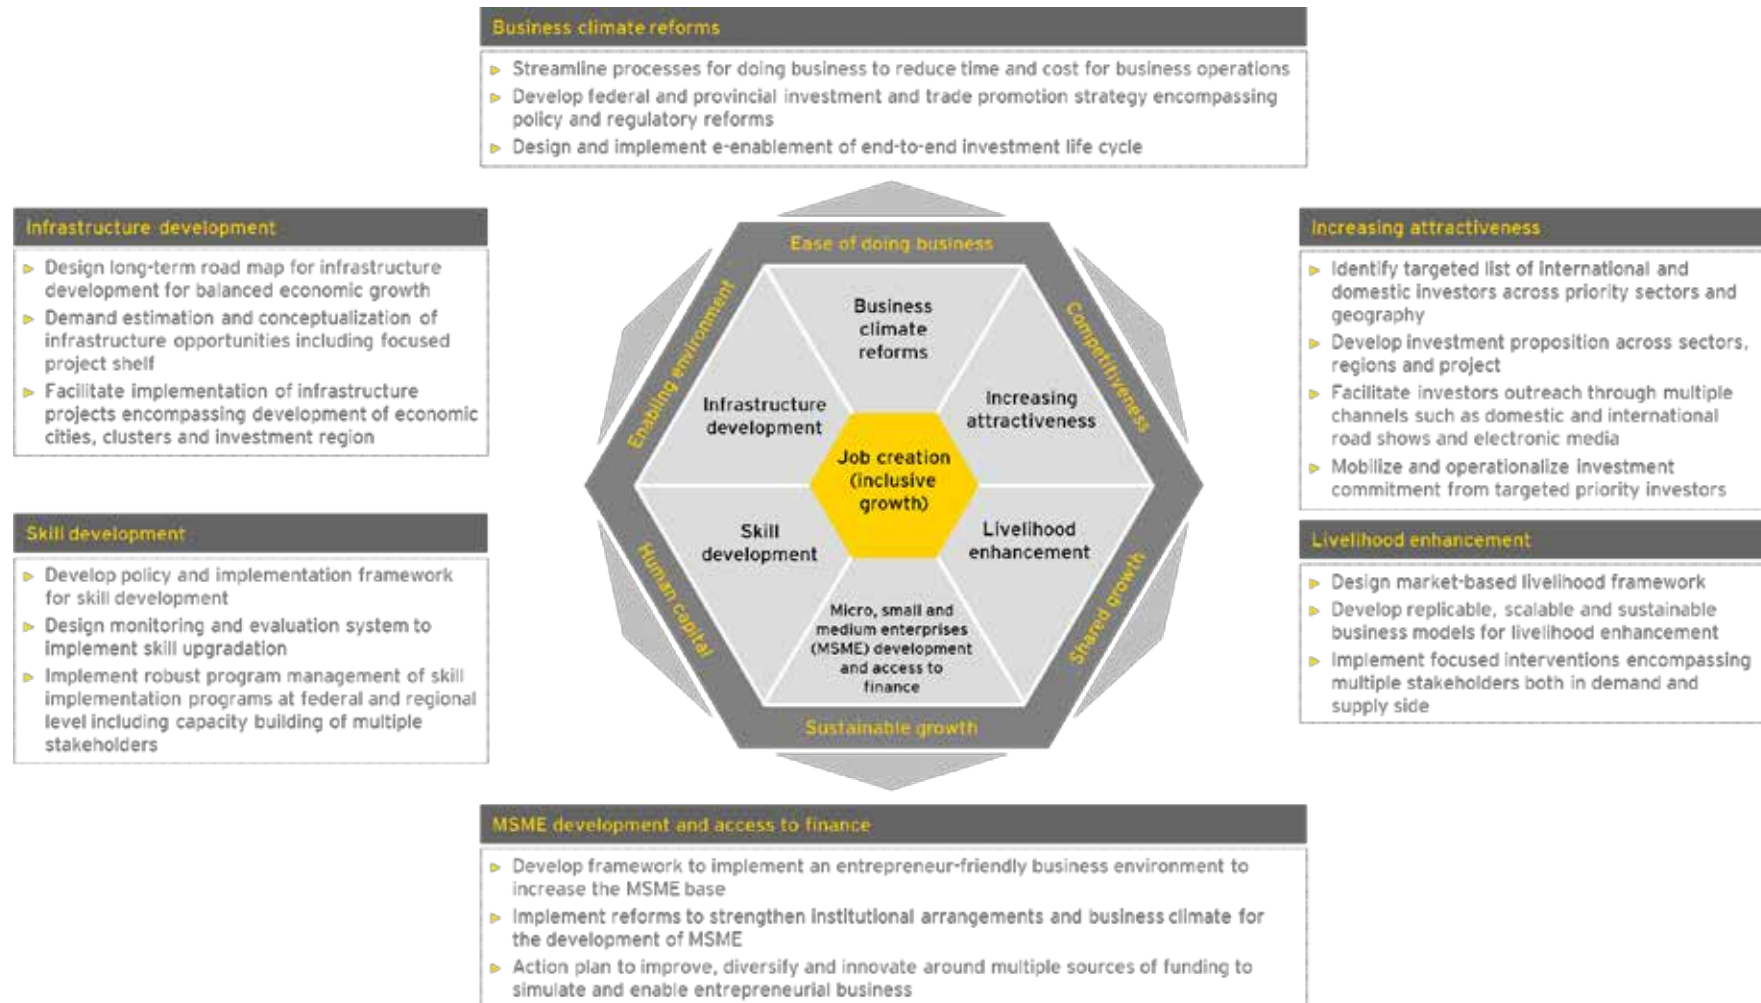 Business climate reforms
Streamline processes for doing business to reduce time and cost for business operations
Develop federal and provincial investment and trade promotion strategy encompassing
policy and regulatory reforms
Design and implement e-enablement of end-to-end investment life cycle
Infrastructure development
Design long-term road map for infrastructure
development for balanced economic growth
Demand estimation and conceptualization of
infrastructure opportunities including focused
project shelf
Facilitate implementation of infrastructure
projects encompassing development of economic
cities, clusters and investment region
Skill development
Develop policy and implementation framework
for skill development
Design monitoring and evaluation system to
implement skill upgradation
Implement robust program management of skill
implementation programs at federal and regional
level including capacity building of multiple
stakeholders
Ease of doing business
Enabling environment
Competitiveness
Human capital
Shared growth
Sustainable growth
Business
climate
reforms
Infrastructure
development
Increasing
attractiveness
Job creation
(inclusive
growth)
Skill
development
Livelihood
enhancement
Micro, small and
medium enterprises
(MSME) development
and access to
finance
Increasing attractiveness
Identify targeted list of international and
domestic investors across priority sectors and
geography
Develop investment proposition across sectors,
regions and project
Facilitate investors outreach through multiple
channels such as domestic and international
road shows and electronic media
Mobilize and operationalize investment
commitment from targeted priority investors
Livelihood enhancement
Design market-based livelihood framework
Develop replicable, scalable and sustainable
business models for livelihood enhancement
Implement focused interventions encompassing
multiple stakeholders both in demand and
supply side
MSME development and access to finance
Develop framework to implement an entrepreneur-friendly business environment to
increase the MSME base
Implement reforms to strengthen institutional arrangements and business climate for
the development of MSME
Action plan to improve, diversify and innovate around multiple sources of funding to
simulate and enable entrepreneurial business